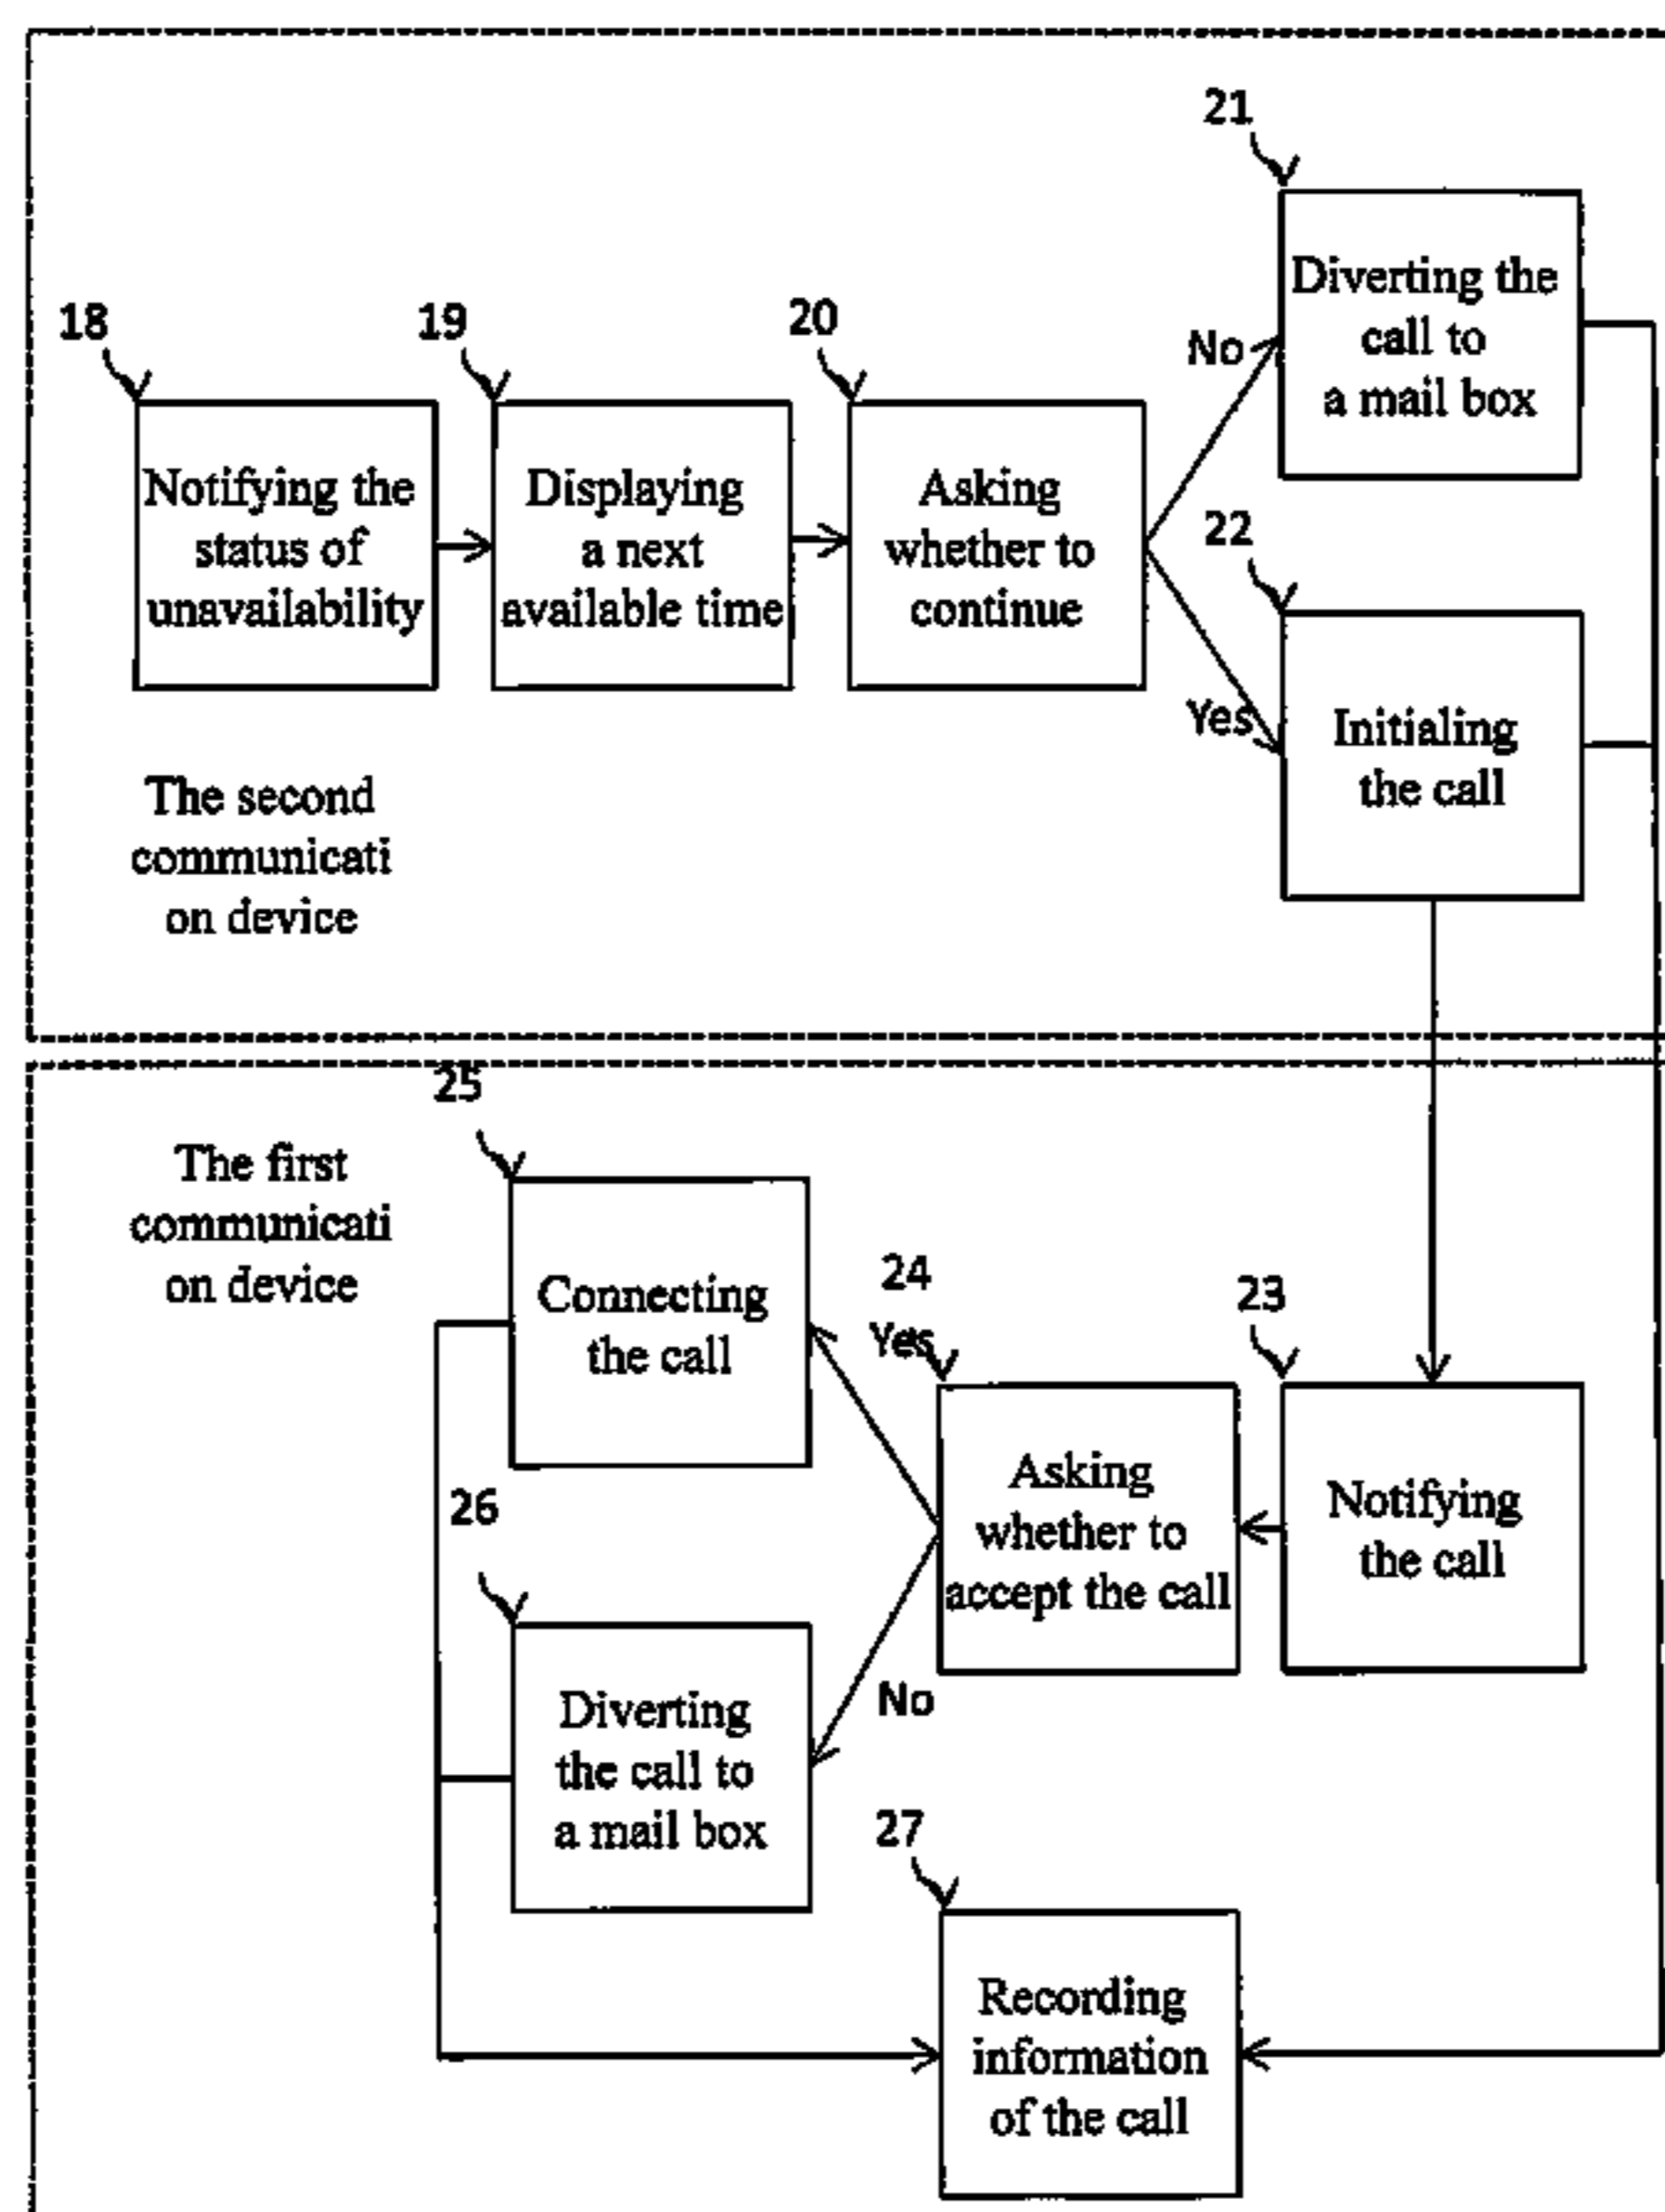 18
Notifying the
status of
unavailability
19
Displaying
a next
available time
20
Asking
whether to
continue
No
Yes
21
Diverting the
call to
a mail box
22
Initialing
the call
The second
communicati
on device
The first
communicati
on device
23
Notifying
the call
24
Asking
whether to
accept the call
Yes
No
25
Connecting
the call
26
Diverting
the call to
a mail box
27
Recording
information
of the call